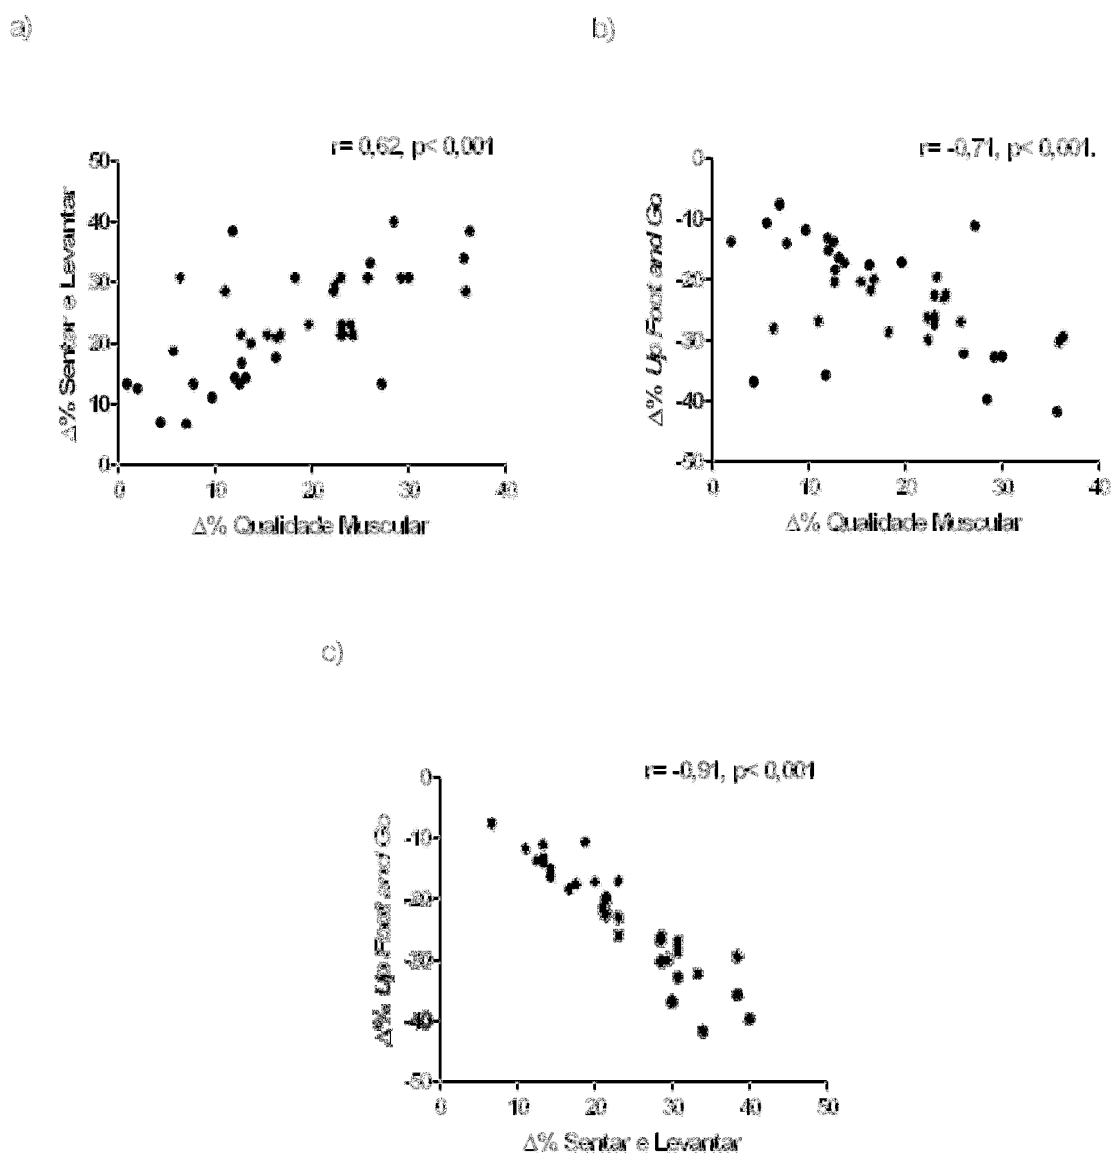 a)
b)
r= 0,62, p< 0,001
50
40
30
20
10
0
Δ% Sentar e Levantar
0 10 20 30 40
Δ% Qualidade Muscular
r= -0,71, p< 0,001.
0
-10
-20
-30
-40
-50
Δ% Up Foot and Go
0 10 20 30 40
Δ% Qualidade Muscular
c)
r= -0,91, p< 0,001
0
-10
-20
-30
-40
-50
Δ% Up Foot and Go
0 10 20 30 40 50
Δ% Sentar e Levantar